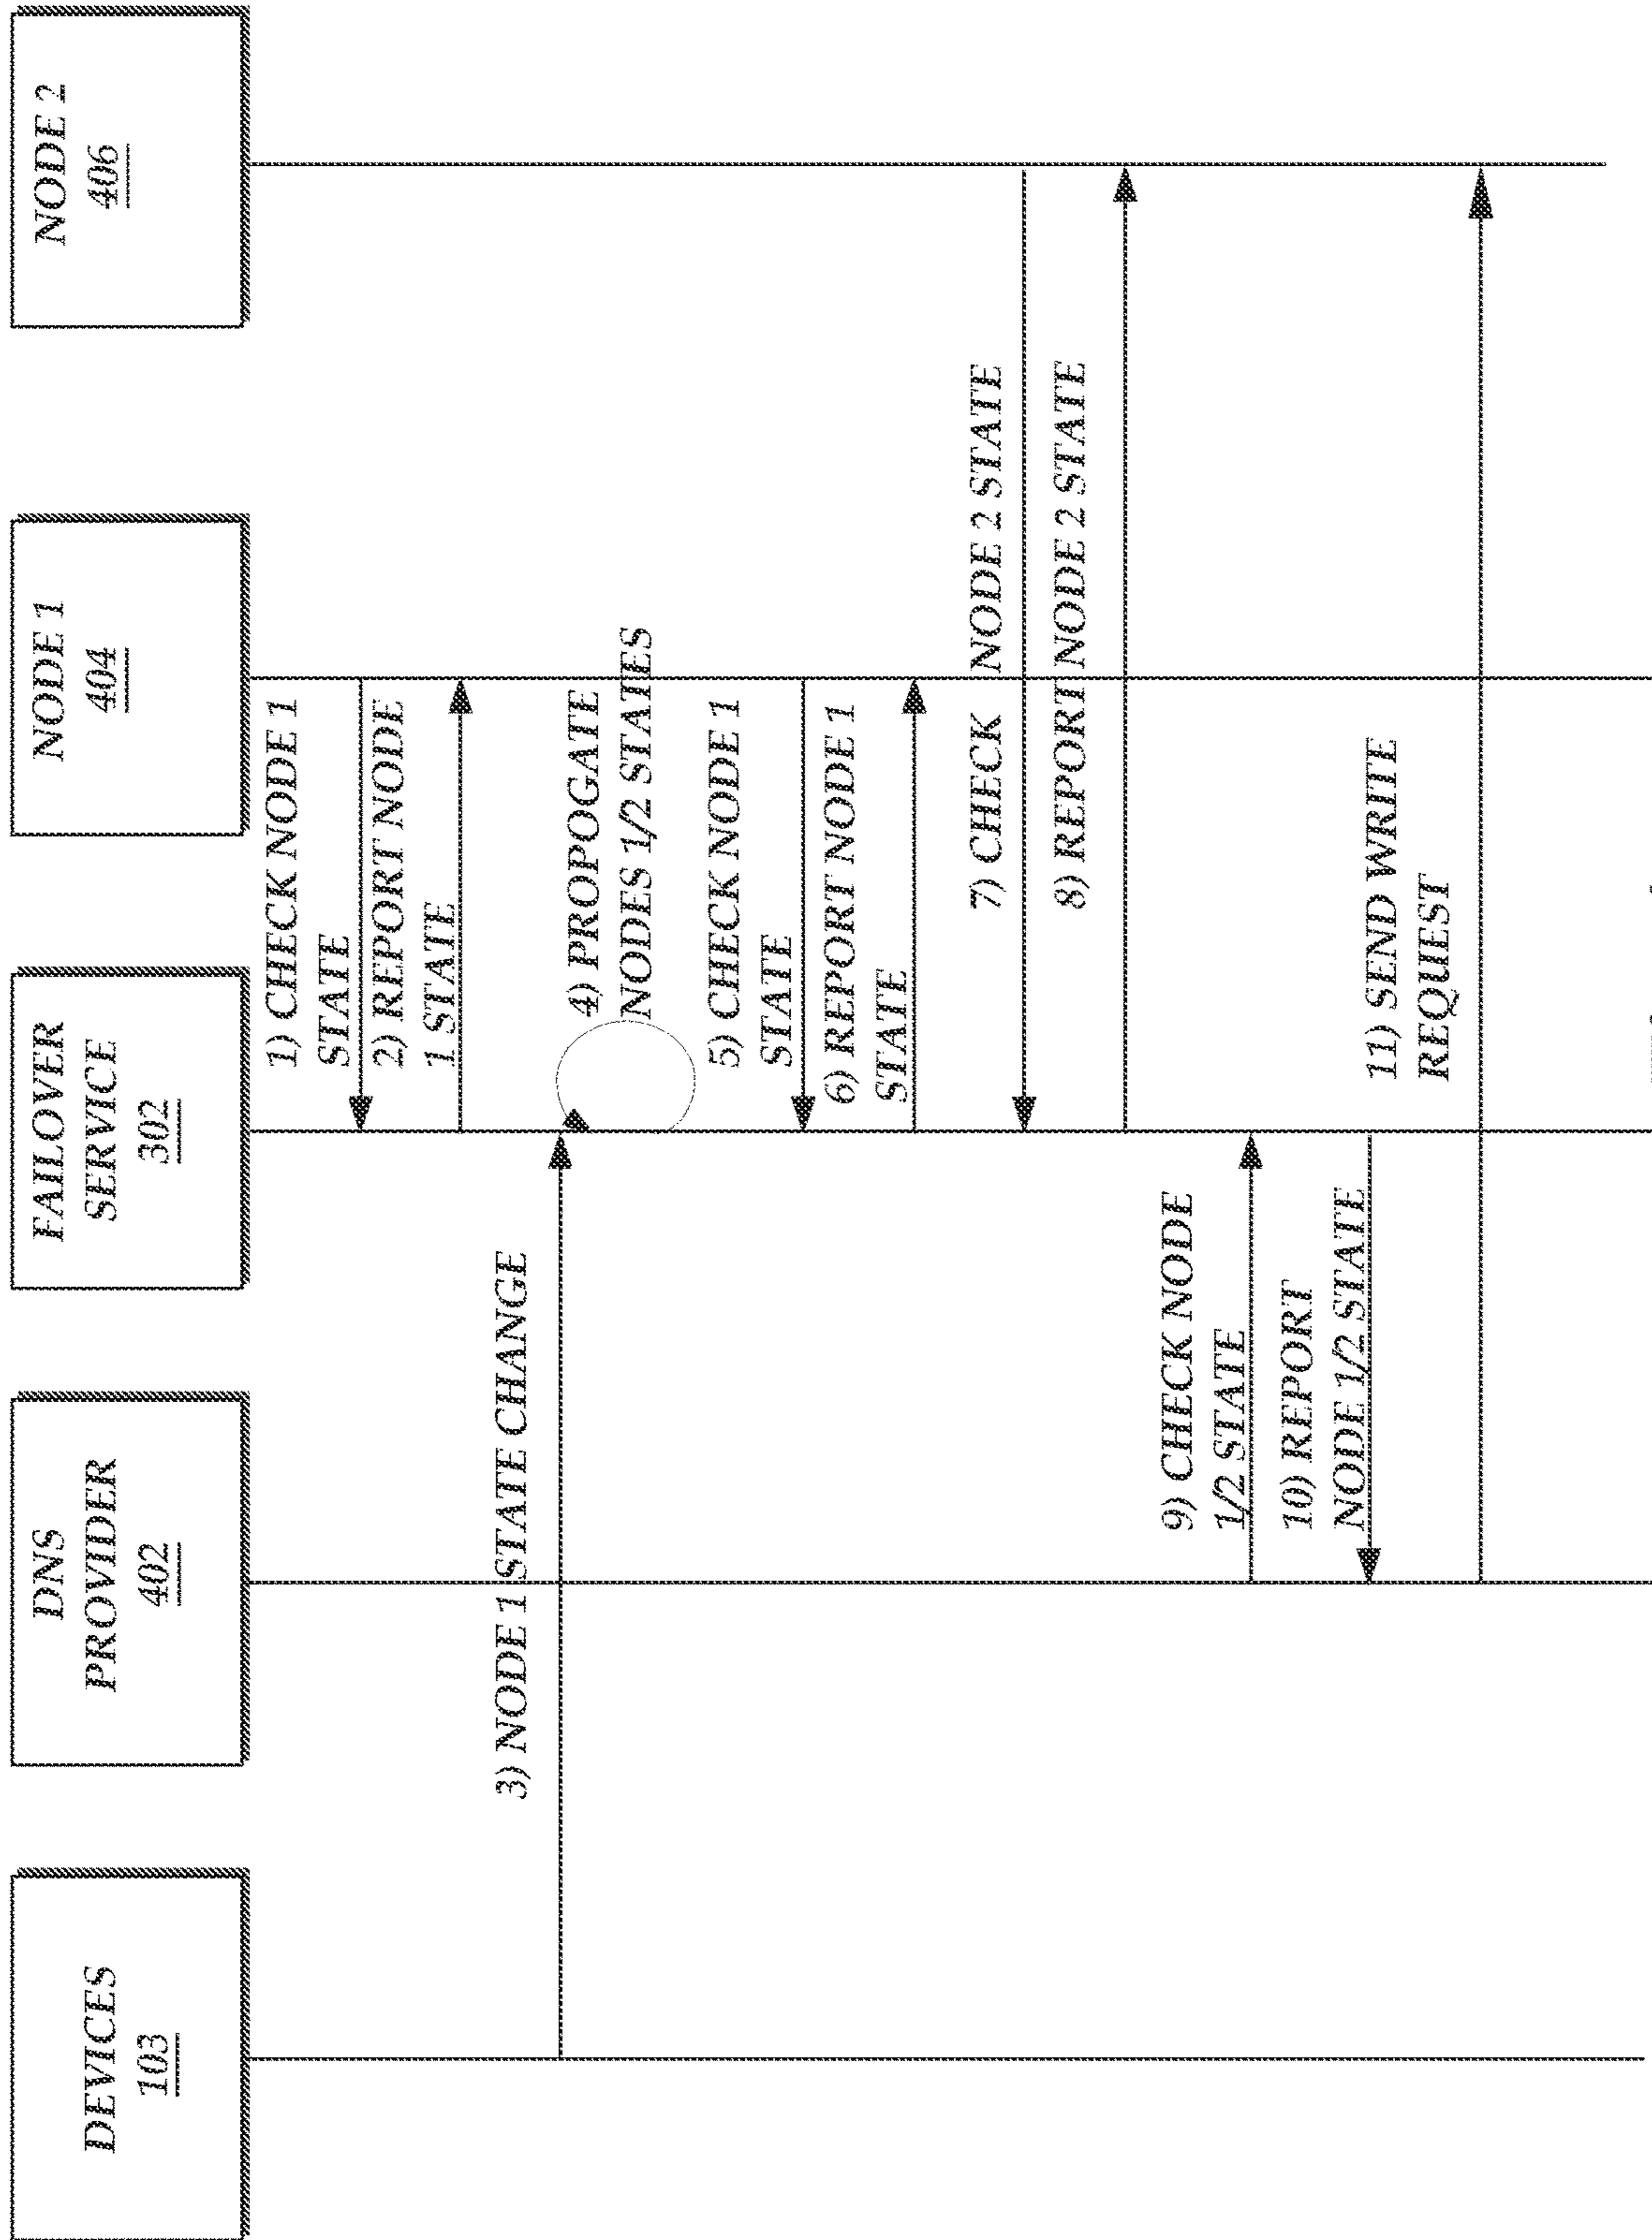 DEVICES
103
DNS
PROVIDER
402
FAILOVER
SERVICE
302
NODE 1
404
NODE 2
406
1) CHECK NODE 1
STATE
2) REPORT NODE
1 STATE
3) NODE 1 STATE CHANGE
4) PROPOGATE
NODES 1/2 STATES
5) CHECK NODE 1
STATE
6) REPORT NODE 1
STATE
7) CHECK NODE 2 STATE
8) REPORT NODE 2 STATE
9) CHECK NODE
1/2 STATE
10) REPORT
NODE 1/2 STATE
11) SEND WRITE
REQUEST